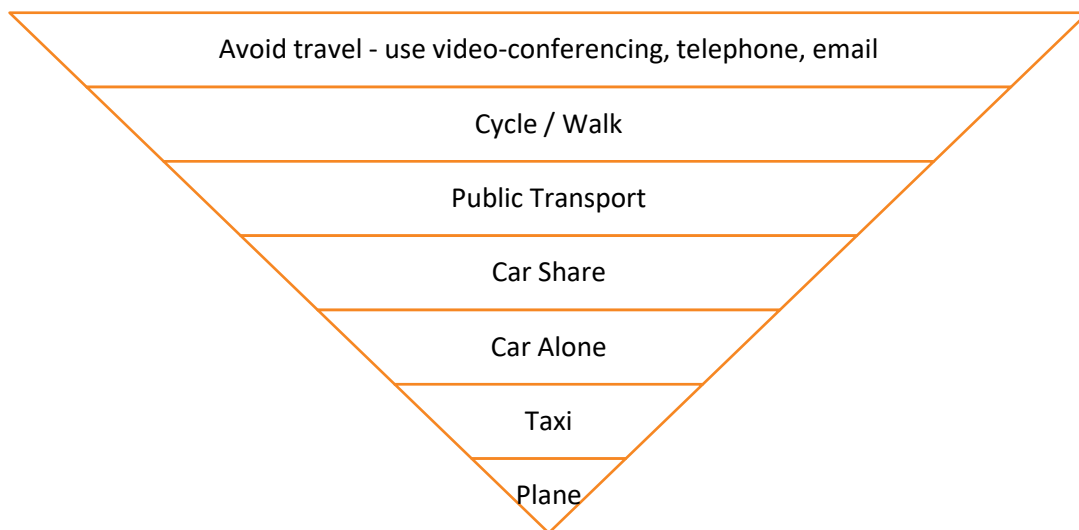 Avoid travel - use video-conferencing, telephone, email
Cycle / Walk
Public Transport
Car Share
Car Alone
Taxi
Plane